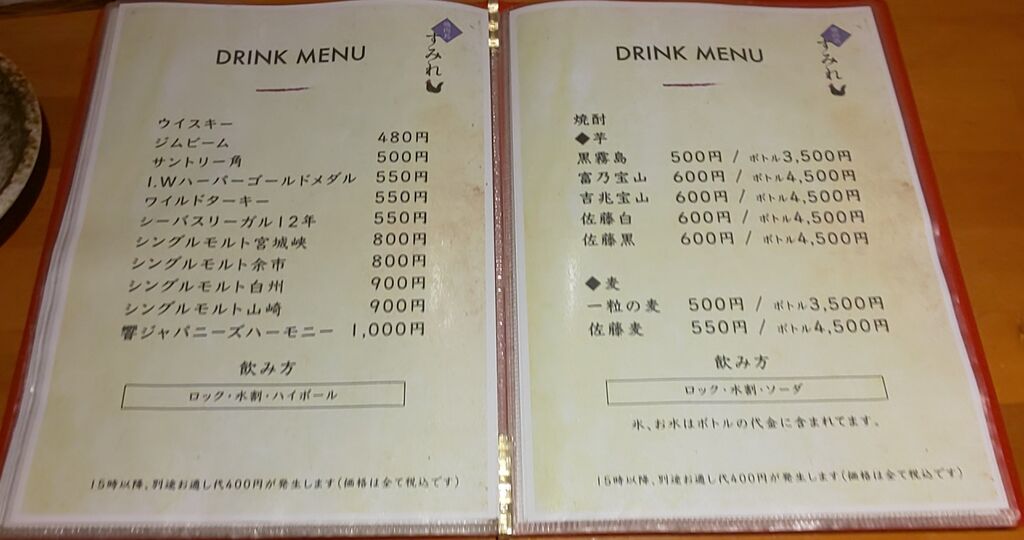 DRINK MENU
すみれ
ウイスキー
ジムビーム 480円
サントリー角 500円
I.Wハーパーゴールドメダル 550円
ワイルドターキー 550円
シーバスリーガル12年 550円
シングルモルト宮城峡 800円
シングルモルト余市 800円
シングルモルト白州 900円
シングルモルト山崎 900円
響ジャパニーズハーモニー 1,000円
飲み方
ロック・水割・ハイボール
15時以降、別途お通し代400円が発生します(価格は全て税込です)
DRINK MENU
すみれ
焼酎
◆芋
黒霧島 500円 / ボトル3,500円
富乃宝山 600円 / ボトル4,500円
吉兆宝山 600円 / ボトル4,500円
佐藤白 600円 / ボトル4,500円
佐藤黒 600円 / ボトル4,500円
◆麦
一粒の麦 500円 / ボトル3,500円
佐藤麦 550円 / ボトル4,500円
飲み方
ロック・水割・ソーダ
氷、お水はボトルの代金に含まれてます。
15時以降、別途お通し代400円が発生します(価格は全て税込です)